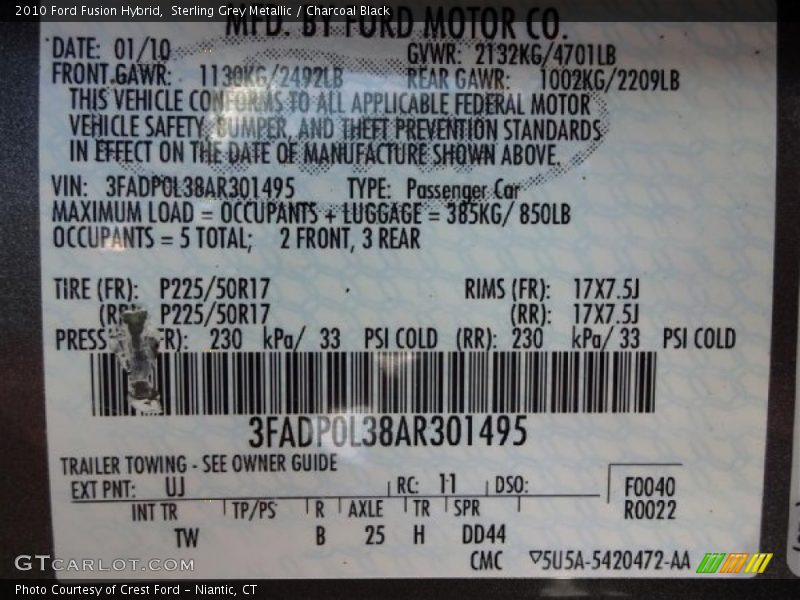 2010 Ford Fusion Hybrid,  Sterling Grey Metallic / Charcoal Black
MFD. BY FORD MOTOR CO.
DATE: 01/10 GVWR: 2132KG/4701LB
FRONT GAWR: 1130KG/2492LB REAR GAWR: 1002KG/2209LB
THIS VEHICLE CONFORMS TO ALL APPLICABLE FEDERAL MOTOR
VEHICLE SAFETY, BUMPER, AND THEFT PREVENTION STANDARDS
IN EFFECT ON THE DATE OF MANUFACTURE SHOWN ABOVE.
VIN: 3FADP0L38AR301495 TYPE: Passenger Car
MAXIMUM LOAD = OCCUPANTS + LUGGAGE = 385KG/ 850LB
OCCUPANTS = 5 TOTAL; 2 FRONT, 3 REAR
TIRE (FR): P225/50R17 RIMS (FR): 17X7.5J
P225/50R17 (RR): 17X7.5J
PRESS FR): 230 kPa/ 33 PSI COLD (RR): 230 kPa/ 33 PSI COLD
3FADP0L38AR301495
TRAILER TOWING - SEE OWNER GUIDE
EXT PNT: UJ RC: 11 DSO: F0040
INT TR TP/PS R AXLE TR SPR R0022
TW B 25 H DD44
CMC 5U5A-5420472-AA
GTCarLot.com
Photo Courtesy of Crest Ford - Niantic, CT